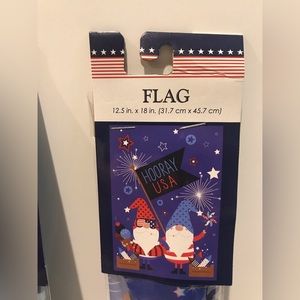 FLAG
12.5 in. x 18 in. (31.7 cm x 45.7 cm)
HOORAY
USA